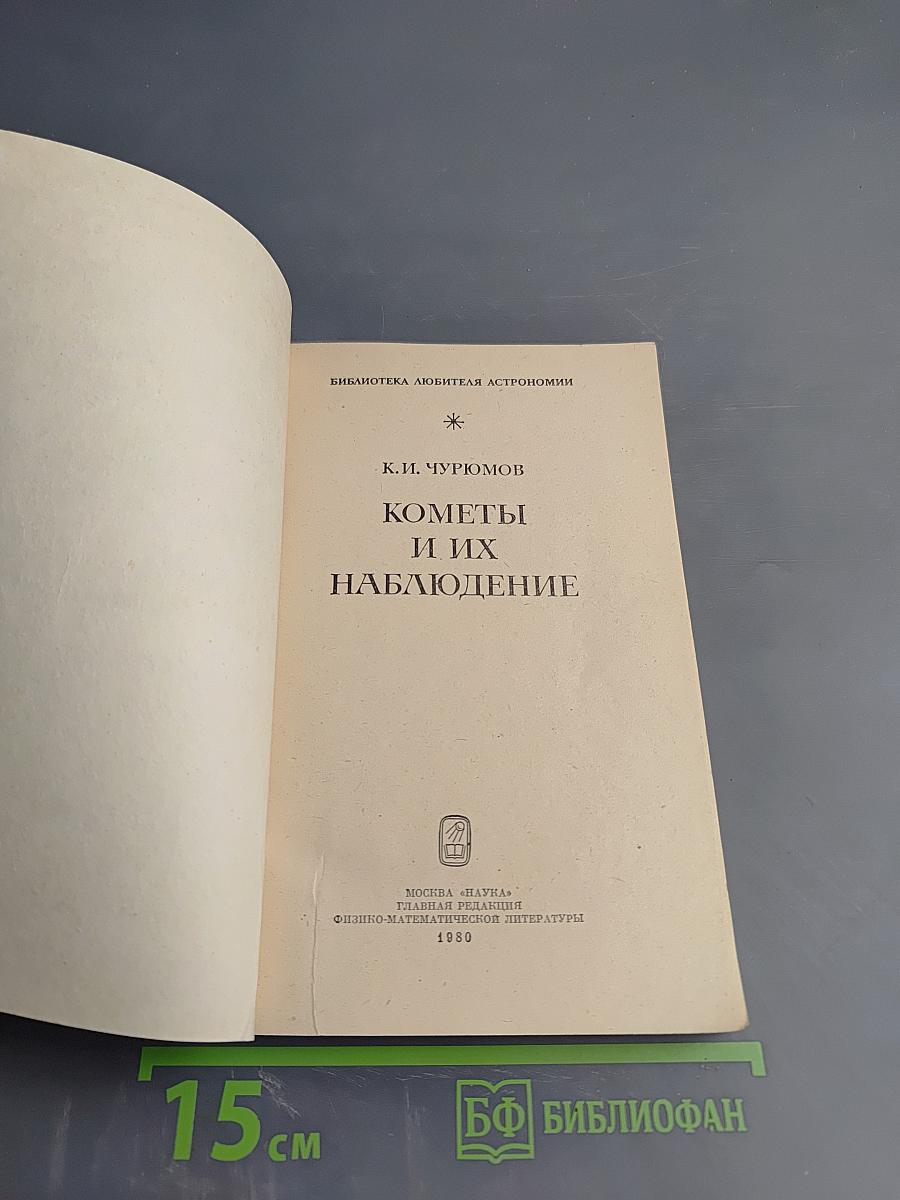 БИБЛИОТЕКА ЛЮБИТЕЛЯ АСТРОНОМИИ
К.И. ЧУРЮМОВ
КОМЕТЫ
И ИХ
НАБЛЮДЕНИЕ
МОСКВА «НАУКА»
ГЛАВНАЯ РЕДАКЦИЯ
ФИЗИКО-МАТЕМАТИЧЕСКОЙ ЛИТЕРАТУРЫ
1980
15 см
БФ БИБЛИОФАН